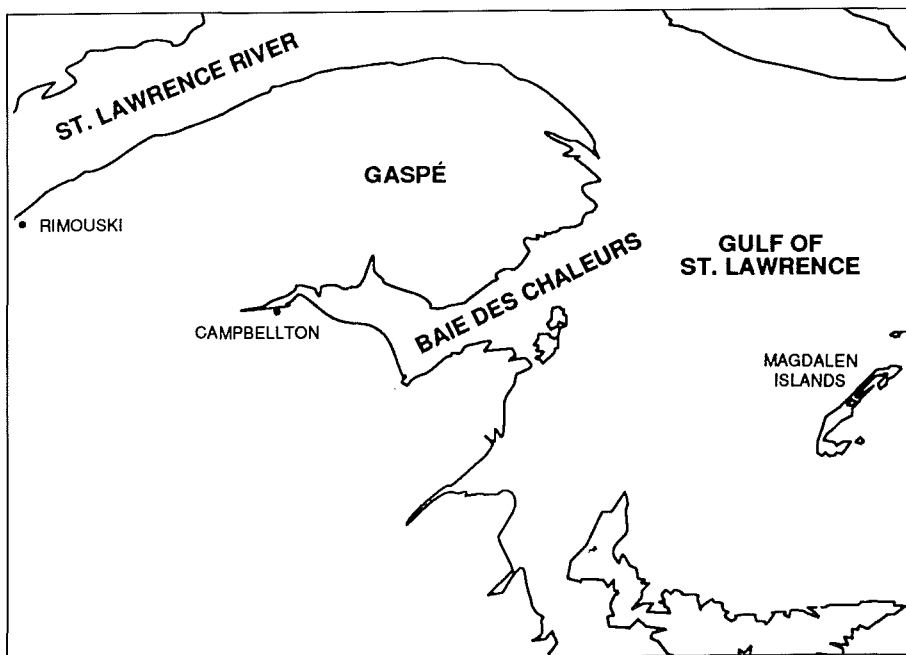 ST. LAWRENCE RIVER
GASPÉ
RIMOUSKI
GULF OF
ST. LAWRENCE
BAIE DES CHALEURS
CAMPBELLTON
MAGDALEN
ISLANDS